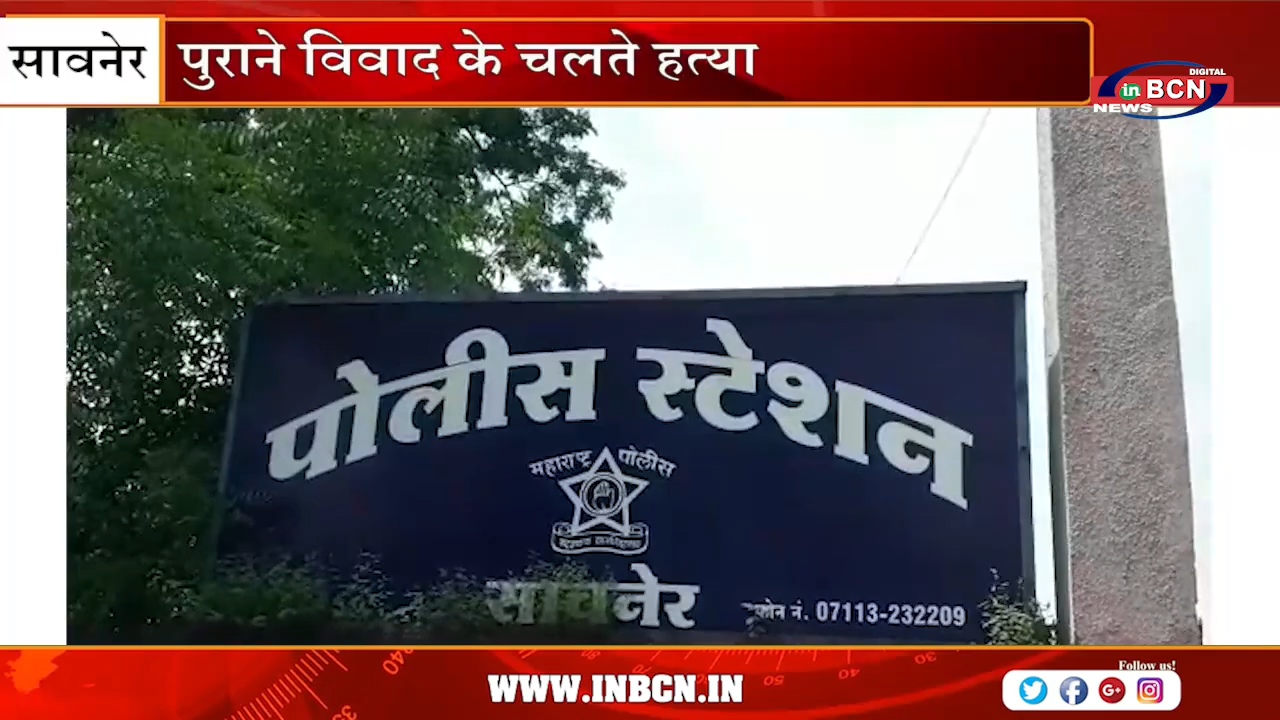 सावनेर
पुराने विवाद के चलते हत्या
DIGITAL
in BCN
NEWS
पोलीस स्टेशन
महाराष्ट्र पोलीस
सावनेर
फोन नं. 07113-232209
WWW.INBCN.IN
Follow us!